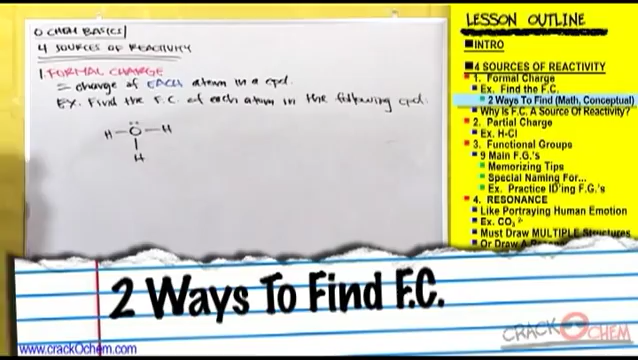 O CHEM BASICS
4 SOURCES OF REACTIVITY
1. FORMAL CHARGE
= charge of EACH atom in a cpd.
EX. Find the F.C. of each atom in the following cpd.
H-Ö-H
H
LESSON OUTLINE
INTRO
4 SOURCES OF REACTIVITY
1. Formal Charge
Ex. Find the F.C.
2 Ways To Find (Math, Conceptual)
Why Is F.C. A Source Of Reactivity?
2. Partial Charge
Ex. H-Cl
3. Functional Groups
9 Main F.G.'s
Memorizing Tips
Special Naming For...
Ex. Practice ID'ing F.G.'s
4. RESONANCE
Like Portraying Human Emotion
Ex. CO₃²⁻
Must Draw MULTIPLE Structures
Or Draw A
2 Ways To Find F.C.
www.crackOchem.com
CRACK O CHEM